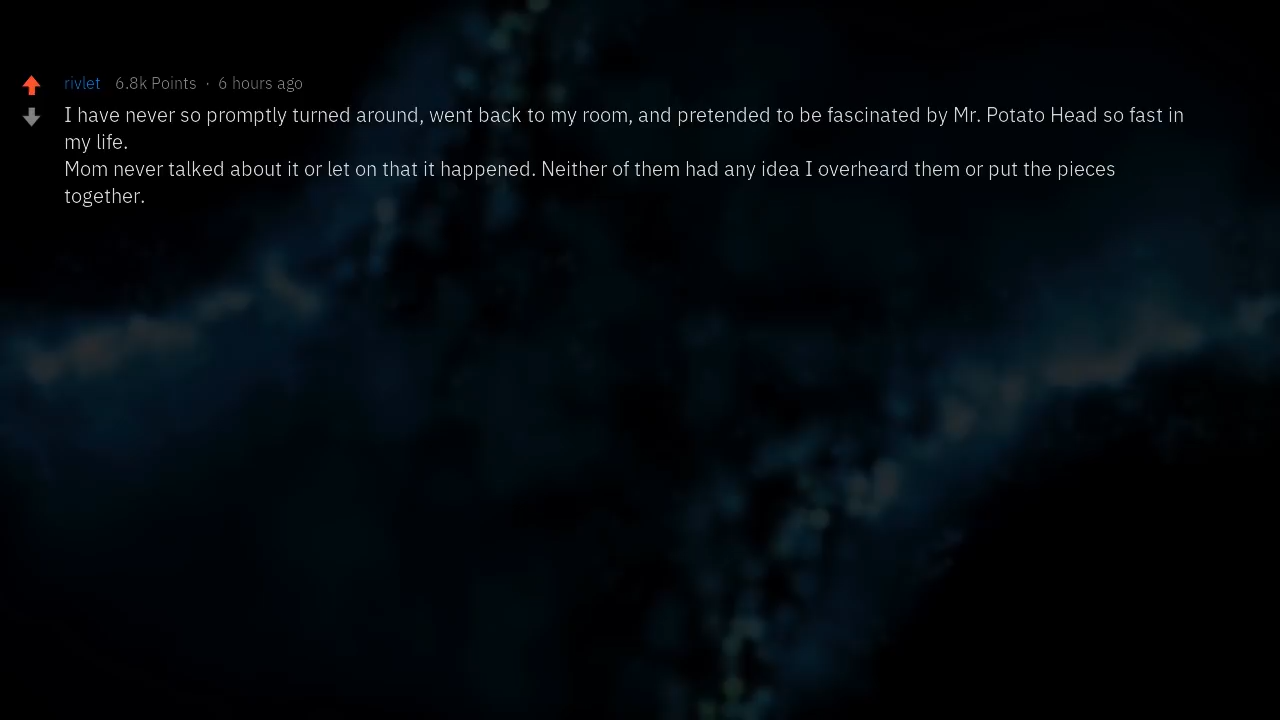 rivlet 6.8k Points · 6 hours ago
I have never so promptly turned around, went back to my room, and pretended to be fascinated by Mr. Potato Head so fast in
my life.
Mom never talked about it or let on that it happened. Neither of them had any idea I overheard them or put the pieces
together.